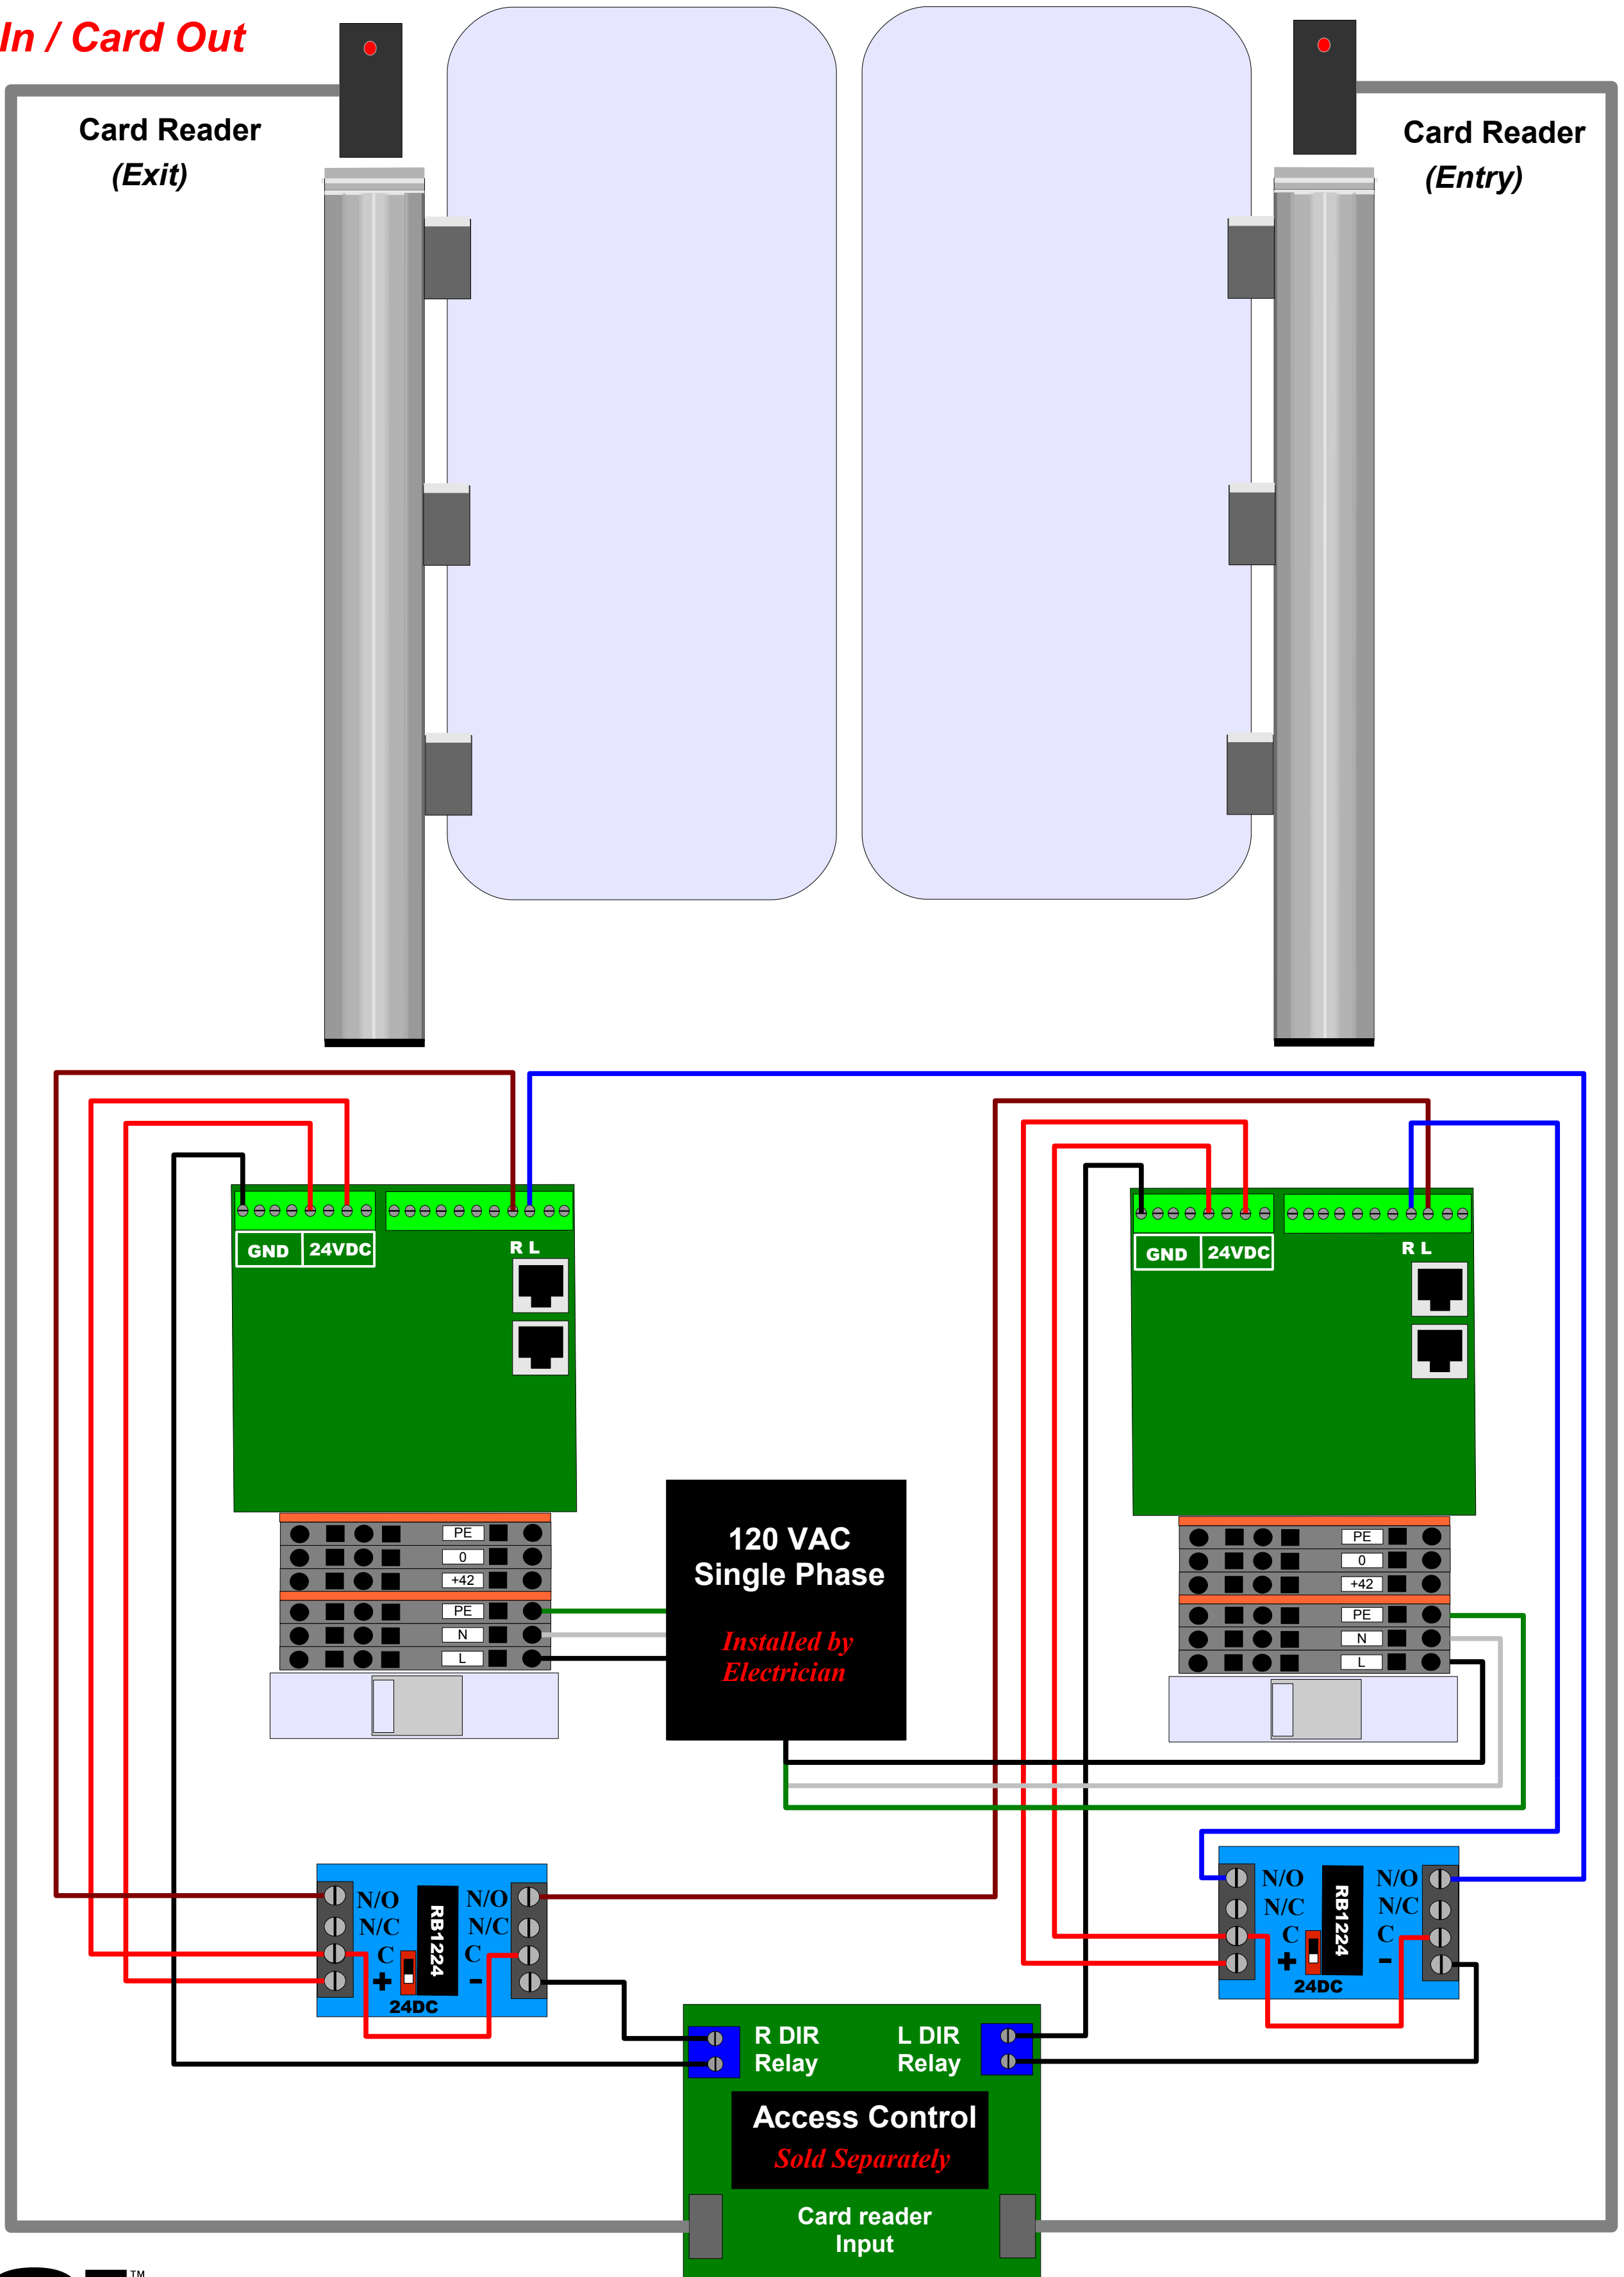 In / Card Out
Card Reader
(Exit)
Card Reader
(Entry)
GND 24VDC
R L
GND 24VDC
R L
PE
0
+42
PE
N
L
120 VAC
Single Phase
Installed by
Electrician
PE
0
+42
PE
N
L
N/O N/O
N/C N/C
C C
+ -
RB1224
24DC
N/O N/O
N/C N/C
C C
+ -
RB1224
24DC
R DIR
Relay
L DIR
Relay
Access Control
Sold Separately
Card reader
Input
TM